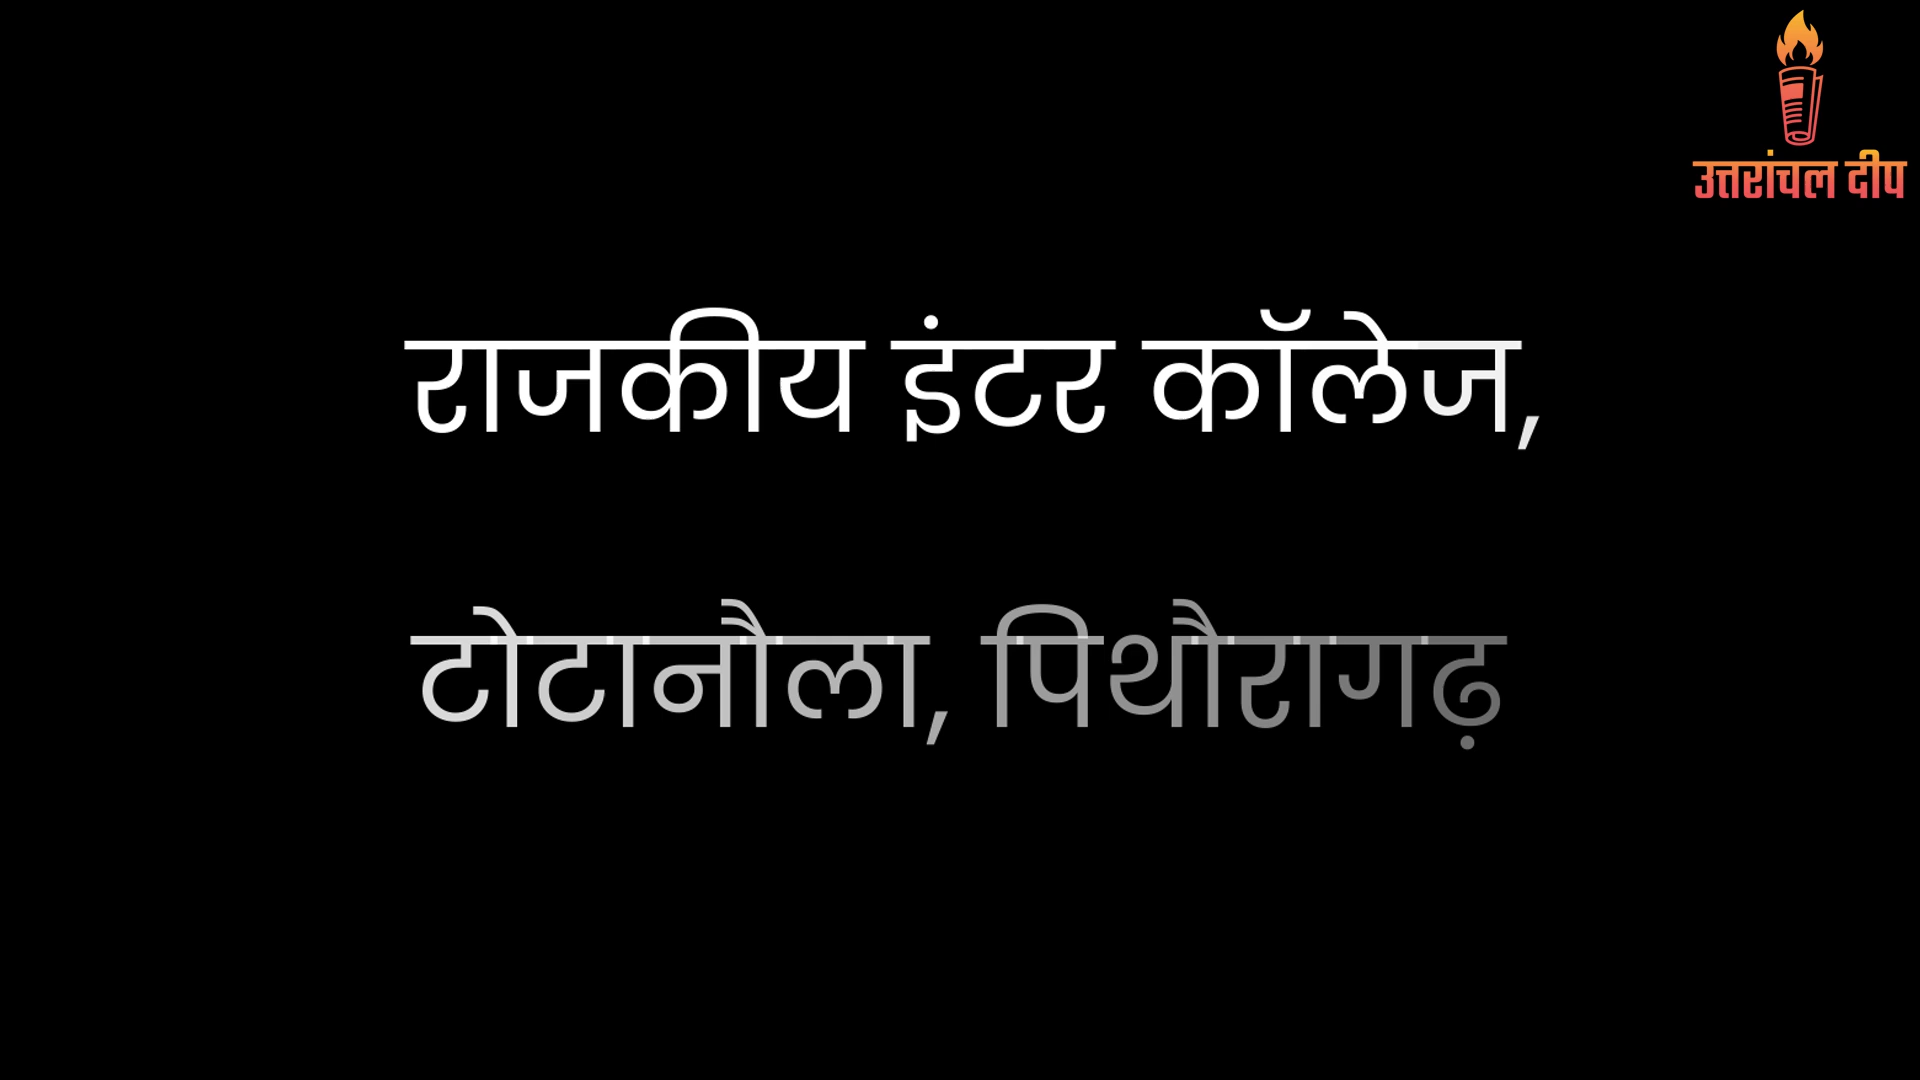 उत्तरांचल दीप
राजकीय इंटर कॉलेज,
टोटानौला, पिथौरागढ़